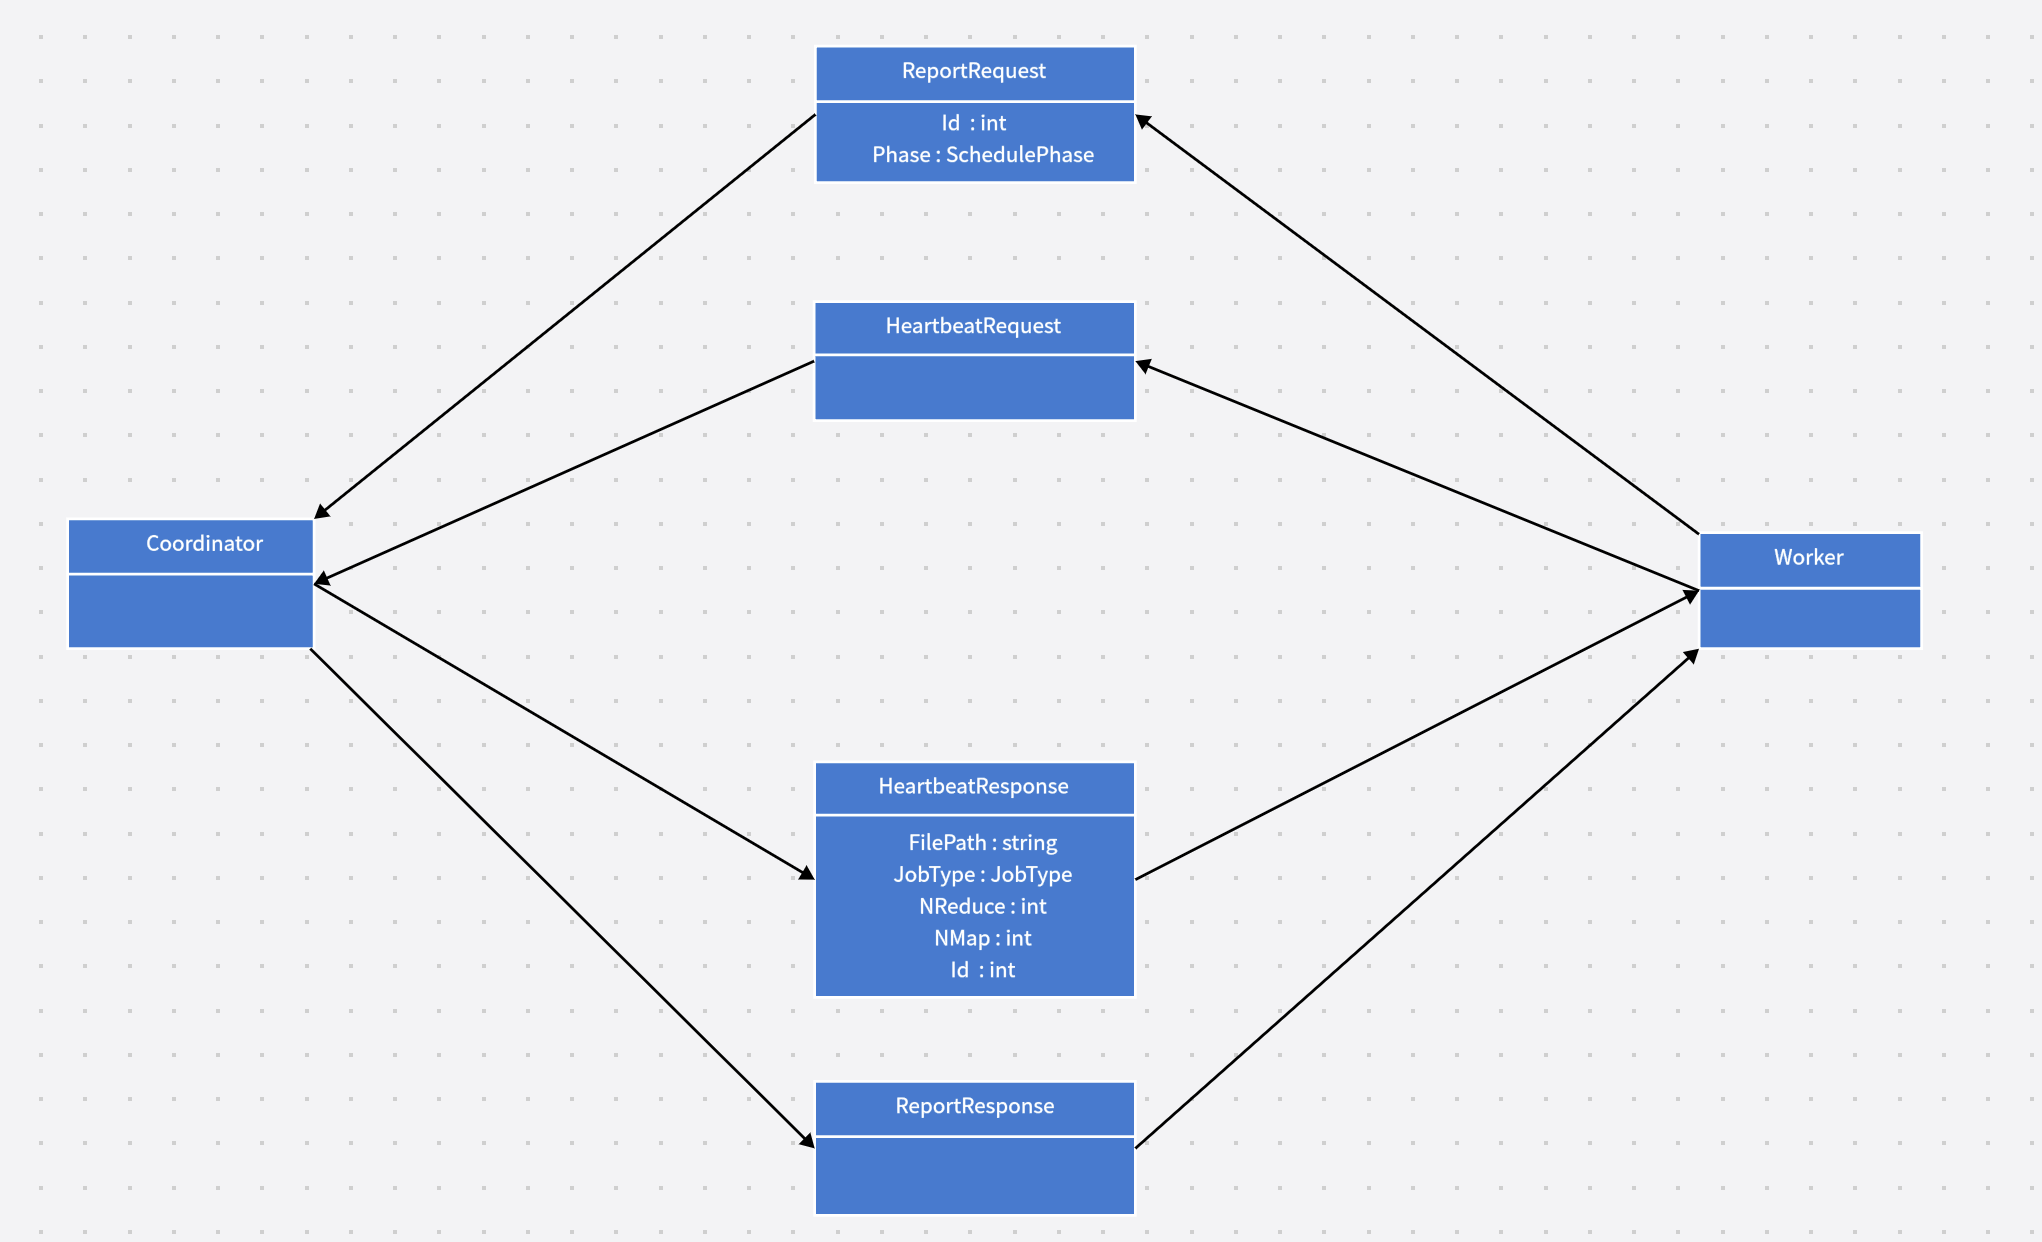 ReportRequest
Id : int
Phase : SchedulePhase
HeartbeatRequest
Coordinator
Worker
HeartbeatResponse
FilePath : string
JobType : JobType
NReduce : int
NMap : int
Id : int
ReportResponse